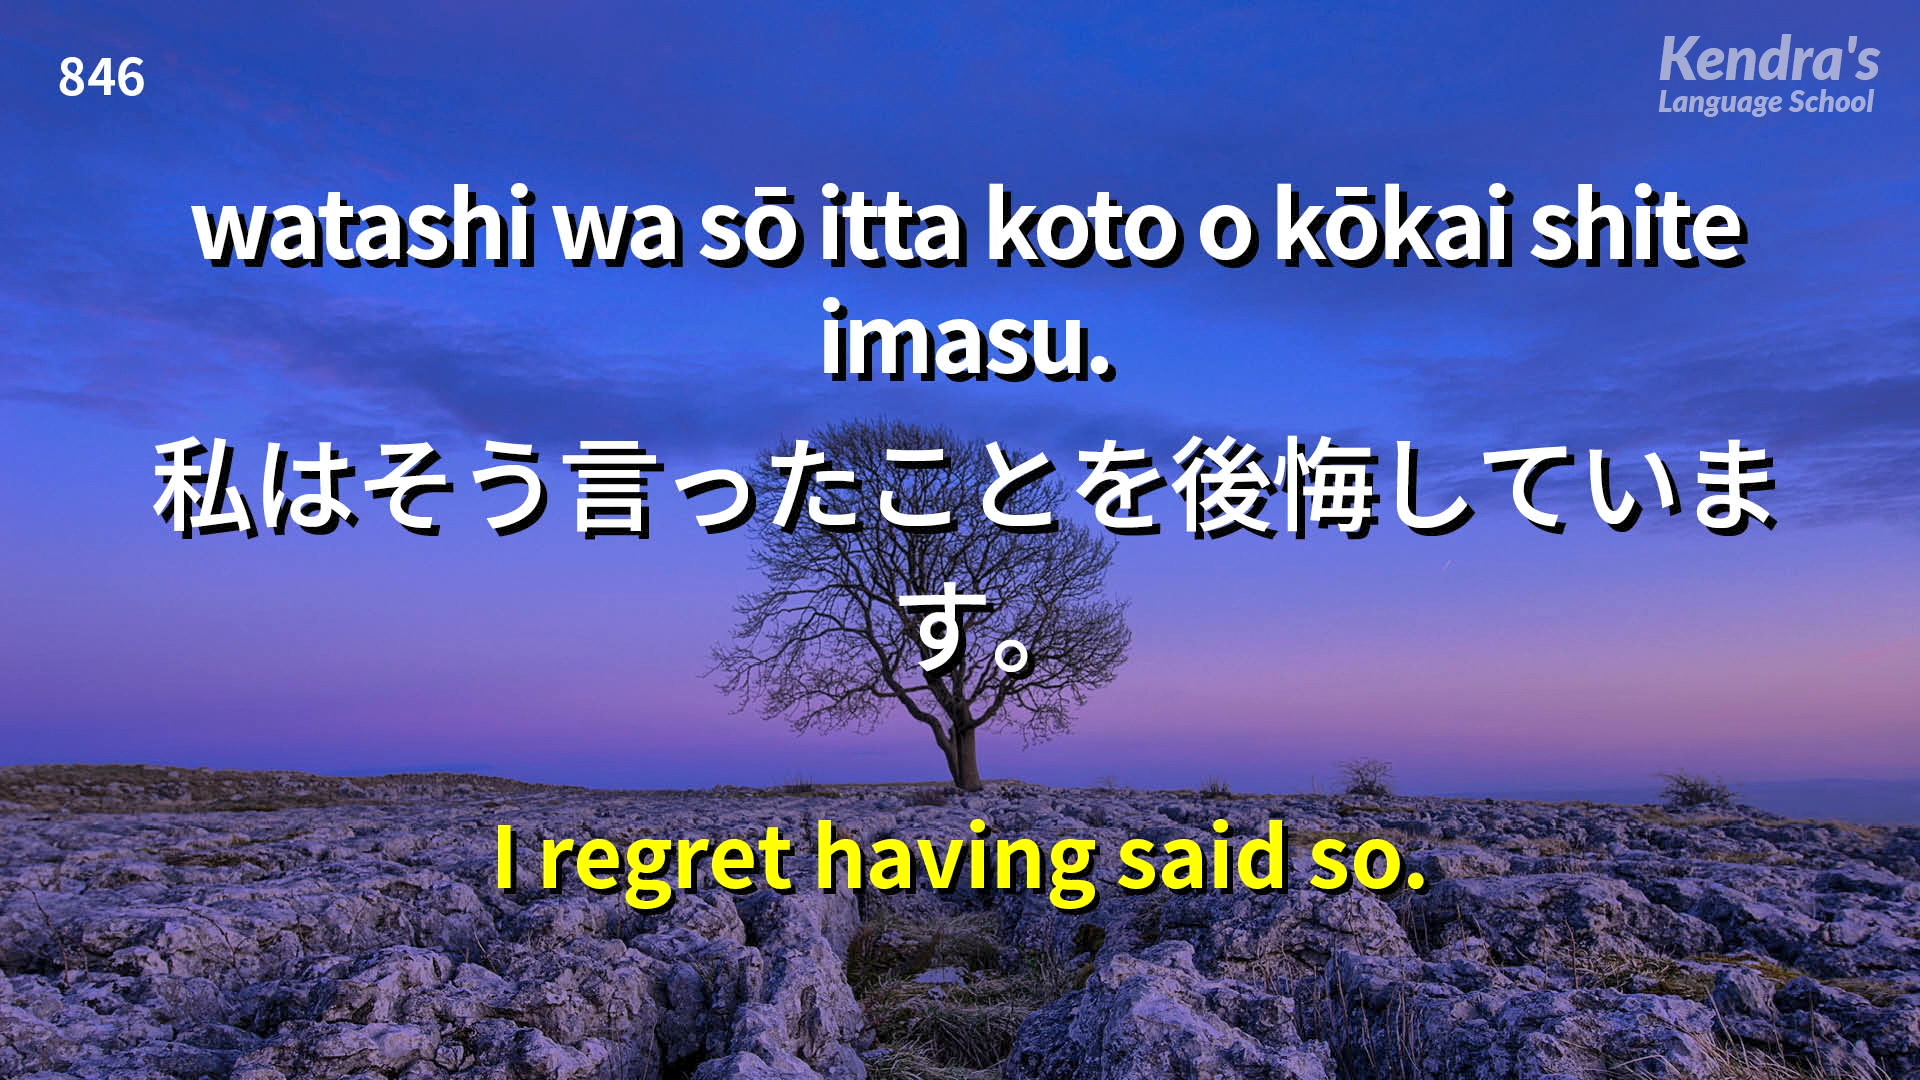 846
Kendra's
Language School
watashi wa sō itta koto o kōkai shite
imasu.
私はそう言ったことを後悔していま
す。
I regret having said so.